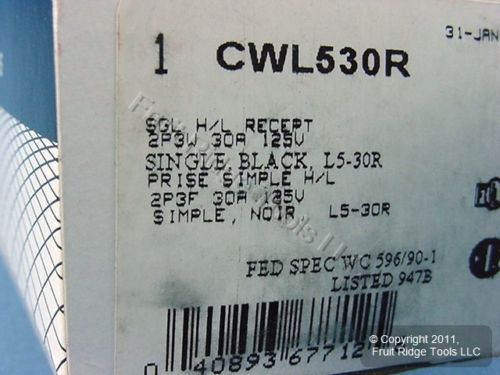 31-JAN
1 CWL530R
SGL H/L RECEPT
2P3W 30A 125V
SINGLE, BLACK, L5-30R
PRISE SIMPLE H/L
2P3F 30A 125V
SIMPLE, NOIR L5-30R
FED SPEC WC 596/90-1
LISTED 947B
0 40893 67712
© Copyright 2011,
Fruit Ridge Tools LLC